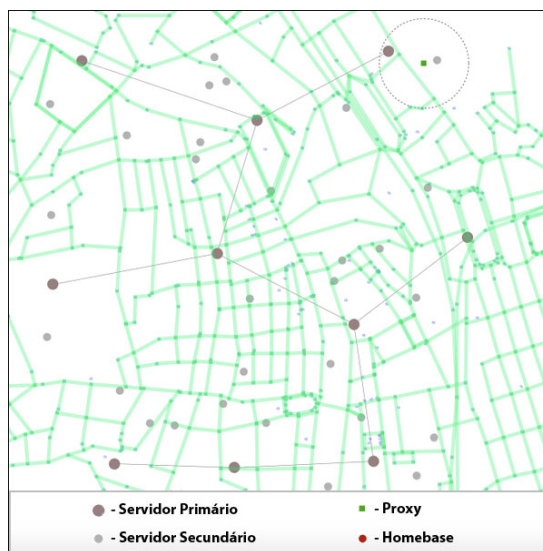 - Servidor Primário
- Proxy
- Servidor Secundário
- Homebase